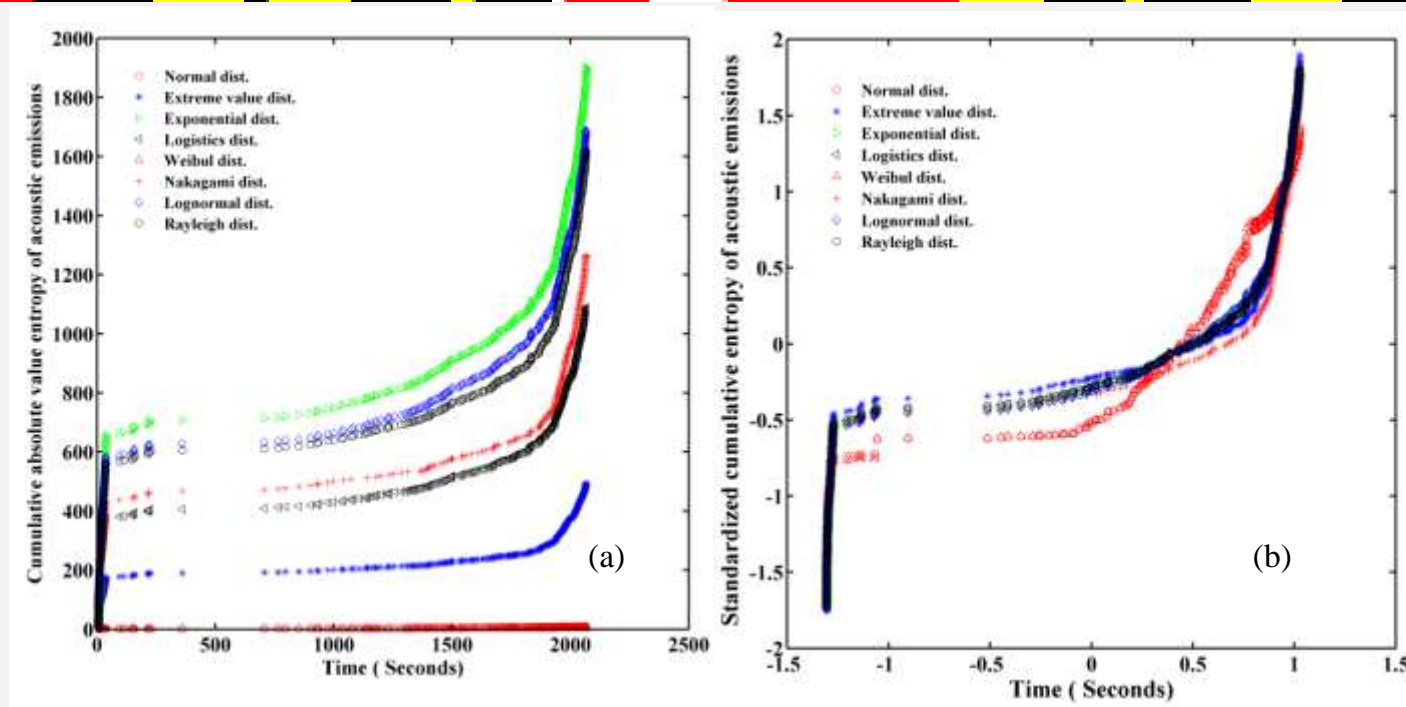 Cumulative absolute value entropy of acoustic emissions
2000
1800
1600
1400
1200
1000
800
600
400
200
0
Normal dist.
Extreme value dist.
Exponential dist.
Logistics dist.
Weibul dist.
Nakagami dist.
Lognormal dist.
Rayleigh dist.
(a)
0 500 1000 1500 2000 2500
Time ( Seconds)
Standardized cumulative entropy of acoustic emissions
2
1.5
1
0.5
0
-0.5
-1
-1.5
-2
Normal dist.
Extreme value dist.
Exponential dist.
Logistics dist.
Weibul dist.
Nakagami dist.
Lognormal dist.
Rayleigh dist.
(b)
-1.5 -1 -0.5 0 0.5 1 1.5
Time ( Seconds)